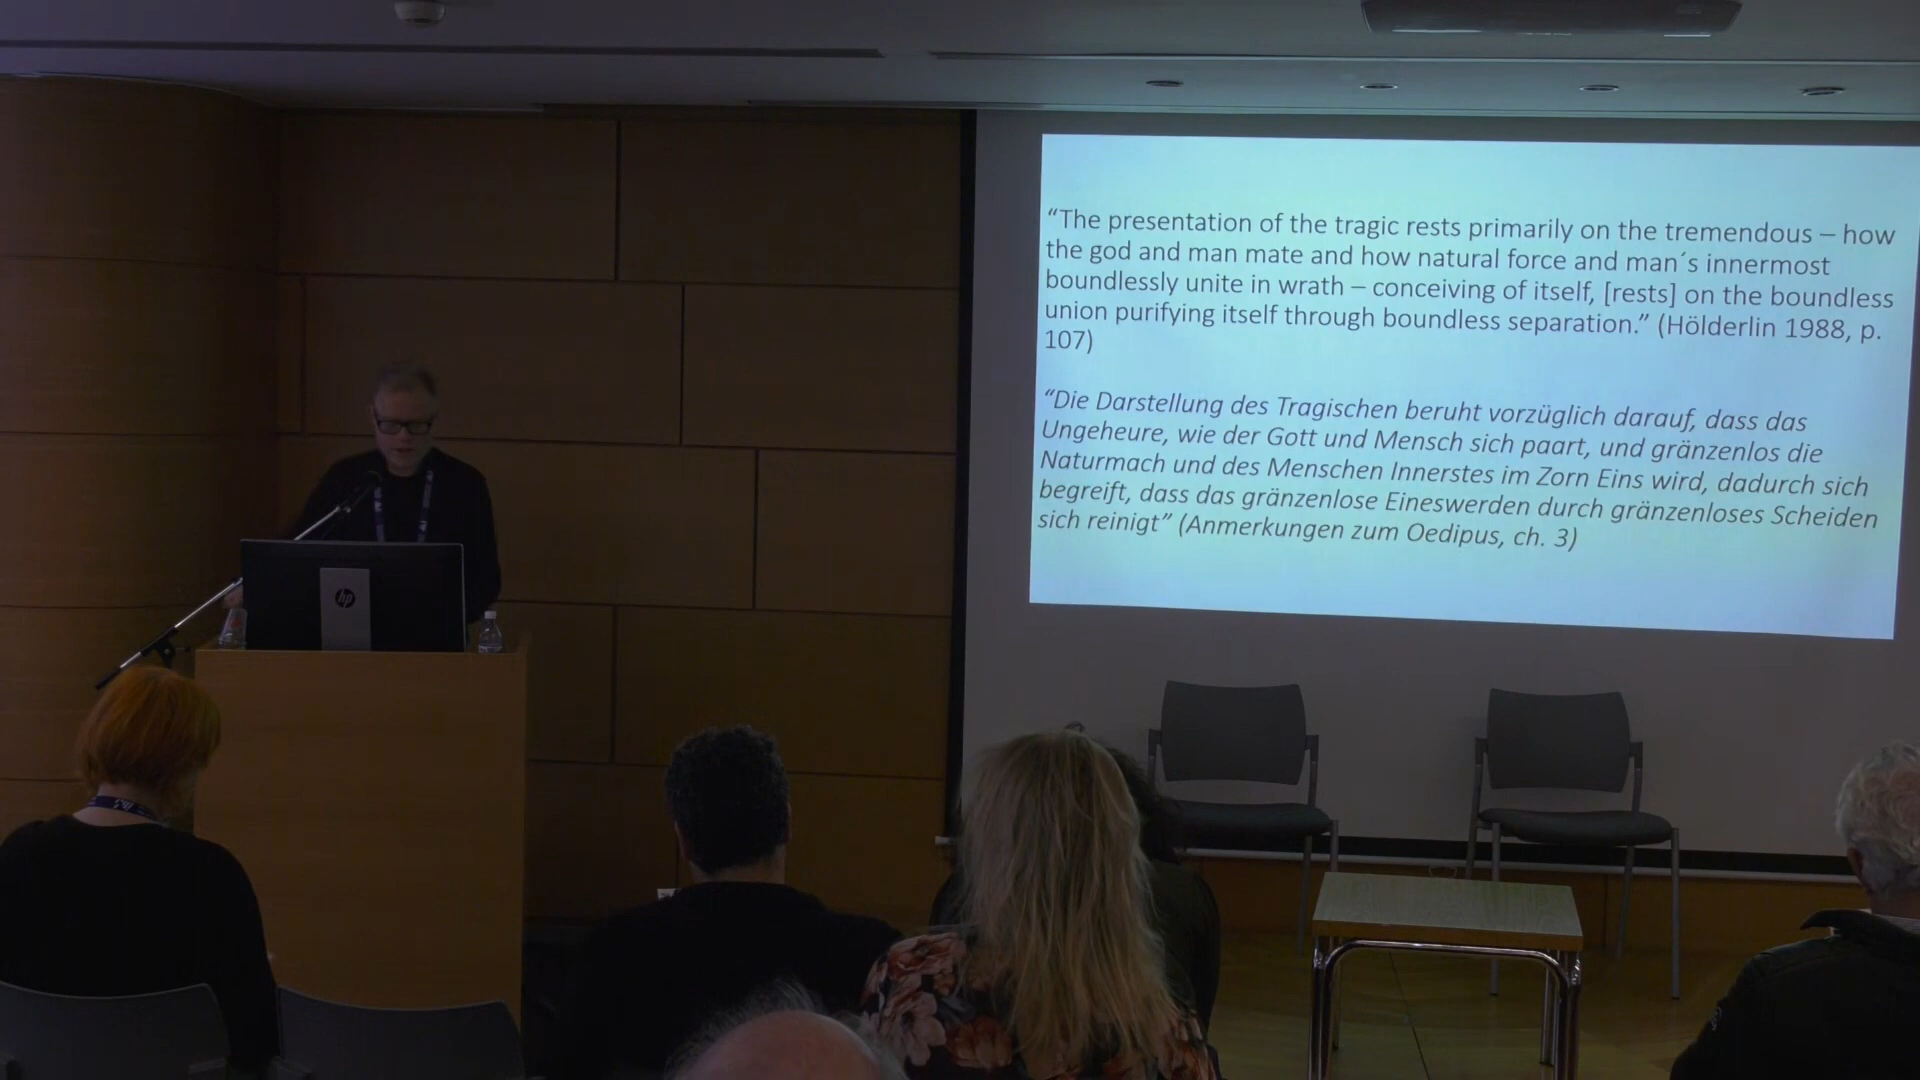 “The presentation of the tragic rests primarily on the tremendous – how
the god and man mate and how natural force and man´s innermost
boundlessly unite in wrath – conceiving of itself, [rests] on the boundless
union purifying itself through boundless separation.” (Hölderlin 1988, p.
107)
“Die Darstellung des Tragischen beruht vorzüglich darauf, dass das
Ungeheure, wie der Gott und Mensch sich paart, und gränzenlos die
Naturmach und des Menschen Innerstes im Zorn Eins wird, dadurch sich
begreift, dass das gränzenlose Eineswerden durch gränzenloses Scheiden
sich reinigt” (Anmerkungen zum Oedipus, ch. 3)
hp